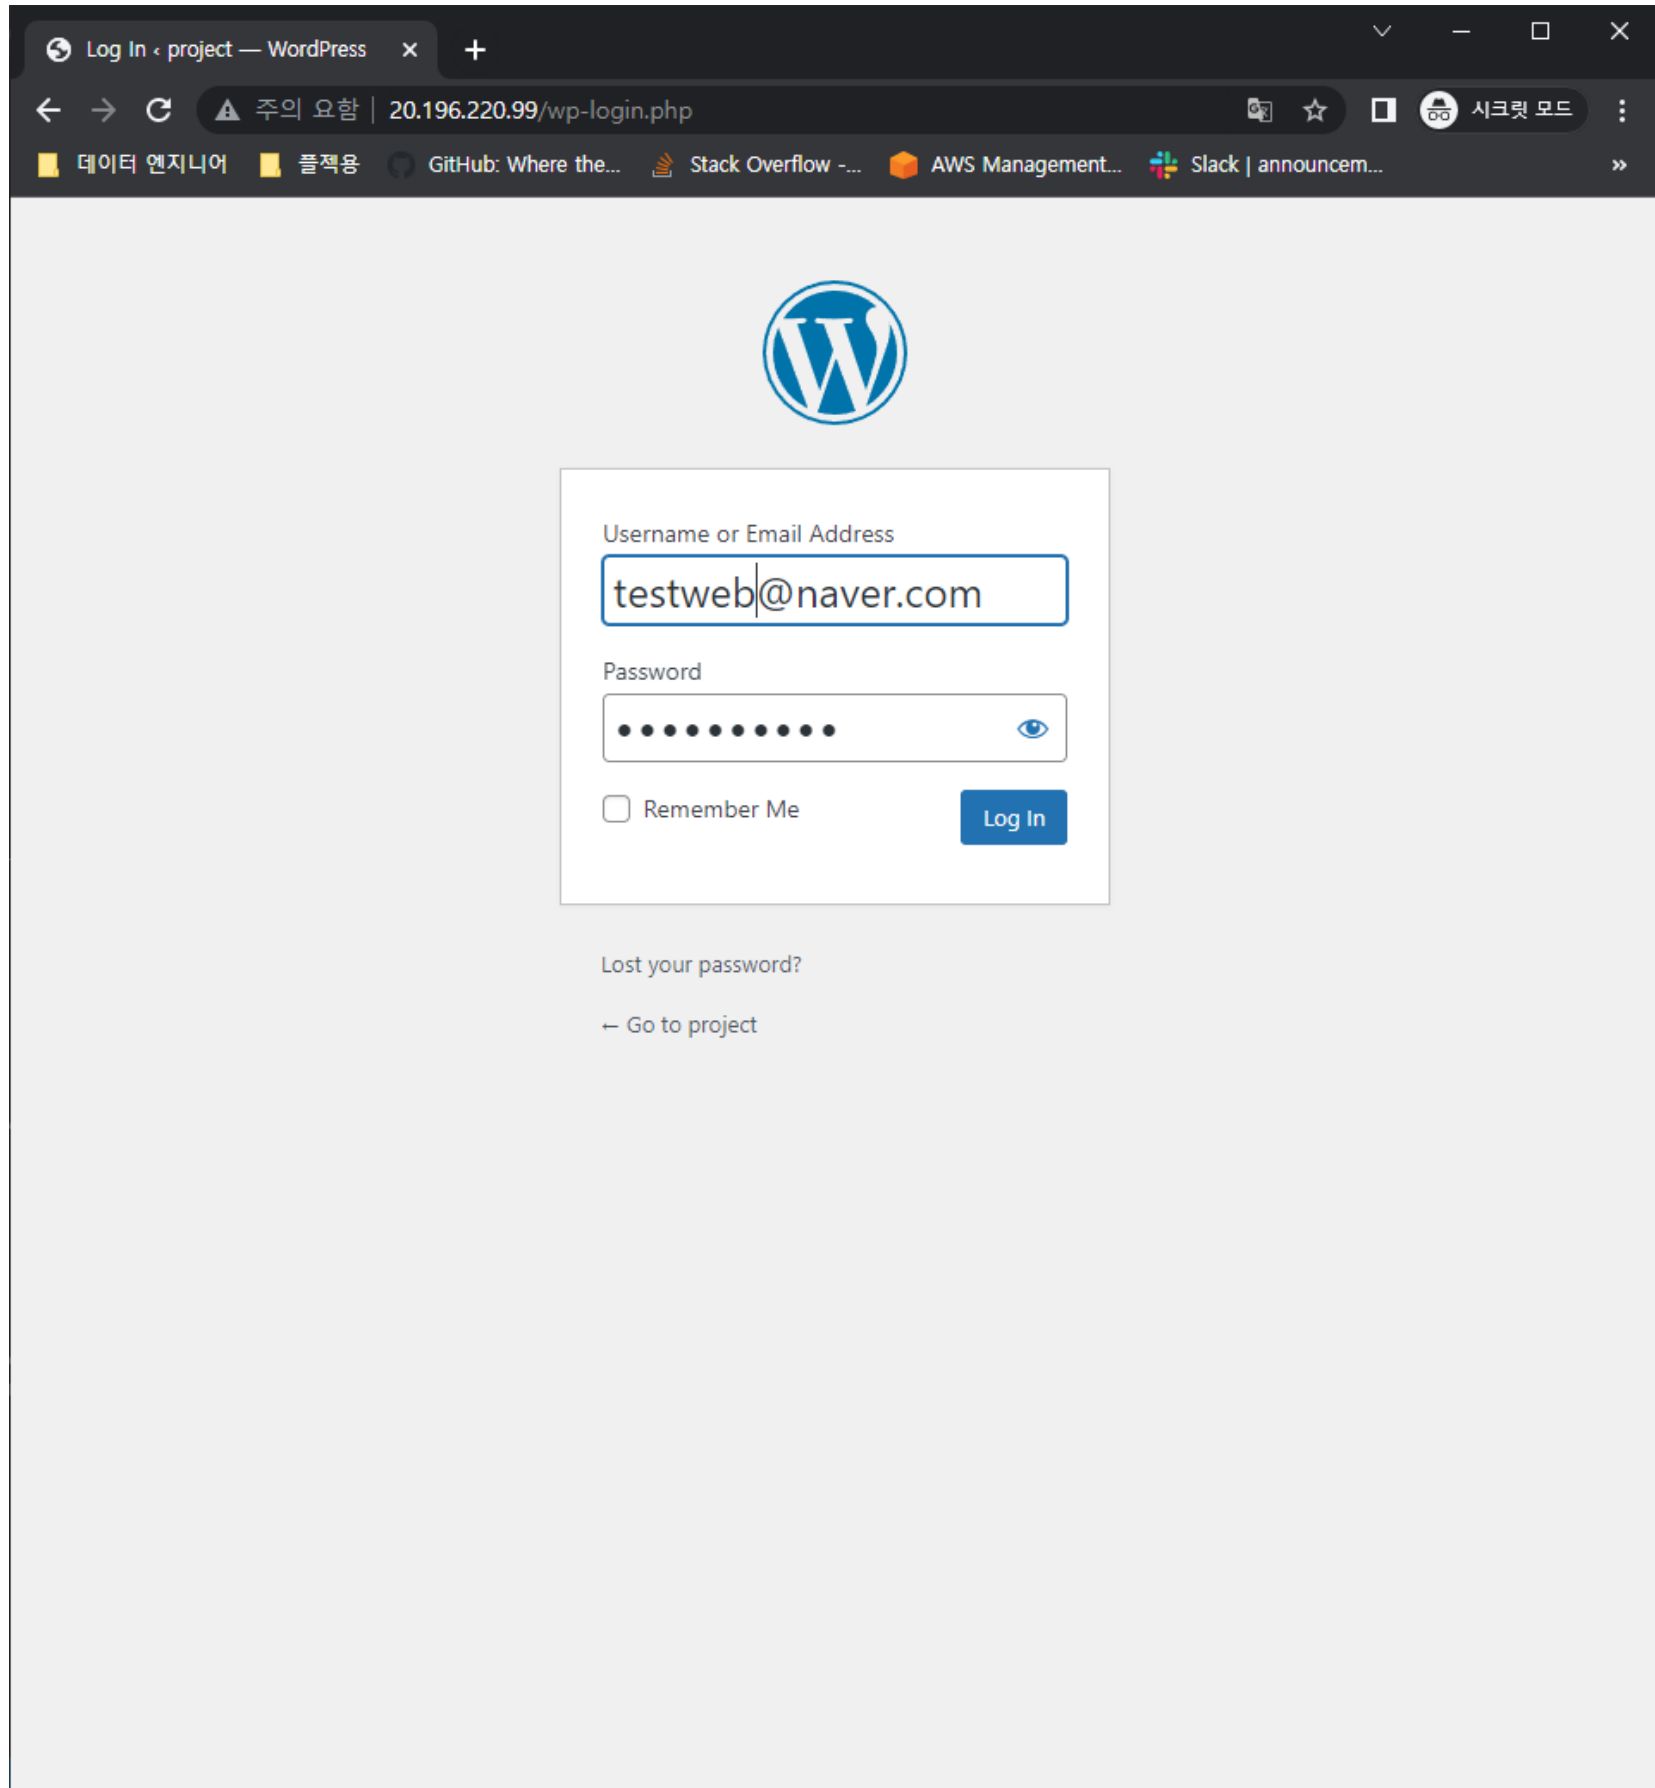 Log In ‹ project — WordPress
주의 요함 | 20.196.220.99/wp-login.php 시크릿 모드
데이터 엔지니어 플젝용 GitHub: Where the... Stack Overflow -... AWS Management... Slack | announcem... »
Username or Email Address
testweb@naver.com
Password
••••••••••
Remember Me
Log In
Lost your password?
← Go to project